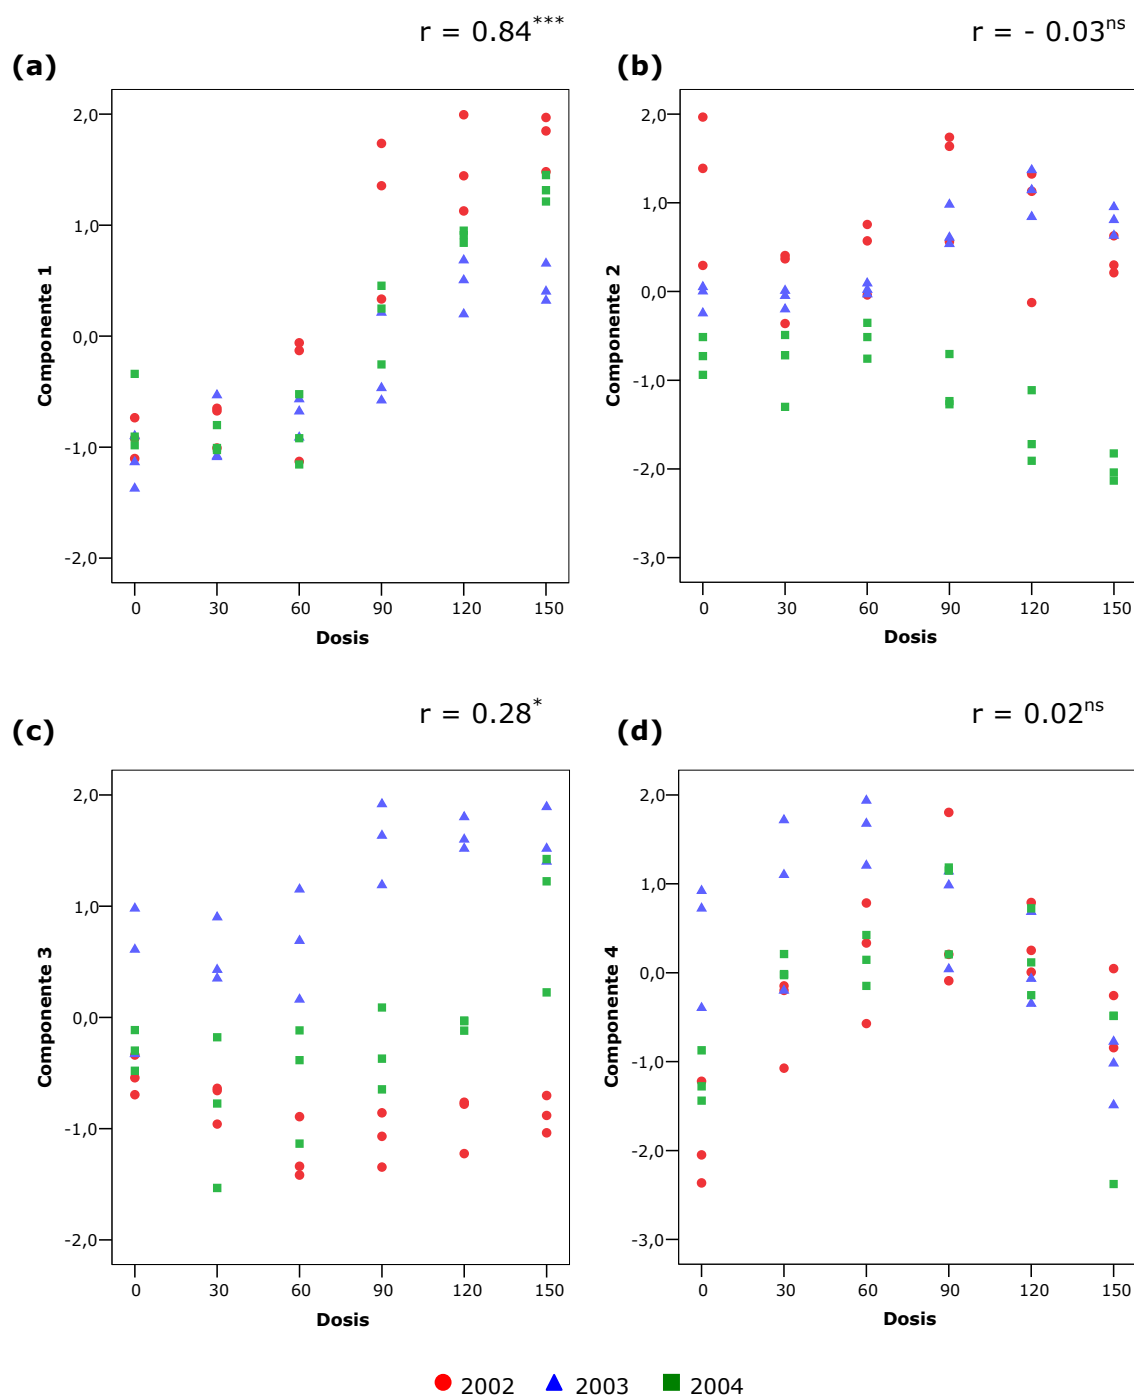 r = 0.84***
r = - 0.03ns
(a)
(b)
2,0
1,0
0,0
-1,0
-2,0
Componente 1
0 30 60 90 120 150
Dosis
2,0
1,0
0,0
-1,0
-2,0
-3,0
Componente 2
0 30 60 90 120 150
Dosis
r = 0.28*
r = 0.02ns
(c)
(d)
2,0
1,0
0,0
-1,0
-2,0
Componente 3
0 30 60 90 120 150
Dosis
2,0
1,0
0,0
-1,0
-2,0
-3,0
Componente 4
0 30 60 90 120 150
Dosis
2002 2003 2004